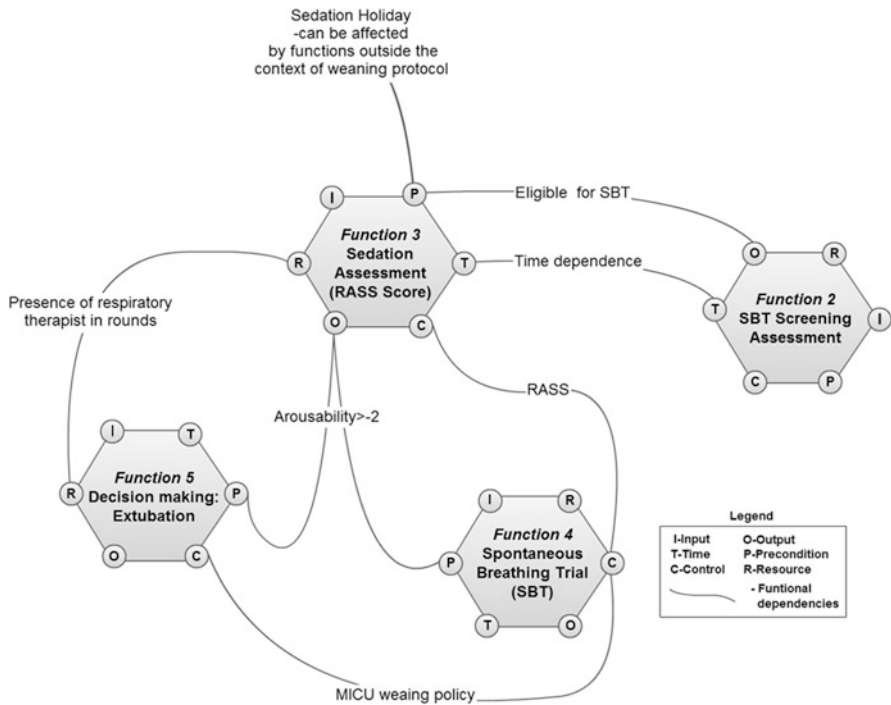 Sedation Holiday
-can be affected
by functions outside the
context of weaning protocol
I
P
Eligible for SBT
Function 3
Sedation
Assessment
(RASS Score)
R
T
Time dependence
O
C
O
R
T
Function 2
SBT Screening
Assessment
I
C
P
Presence of respiratory
therapist in rounds
RASS
Arousability>-2
I
T
R
Function 5
Decision making:
Extubation
P
O
C
I
R
P
Function 4
Spontaneous
Breathing Trial
(SBT)
C
T
O
Legend
I-Input O-Output
T-Time P-Precondition
C-Control R-Resource
- Funtional
dependencies
MICU weaing policy